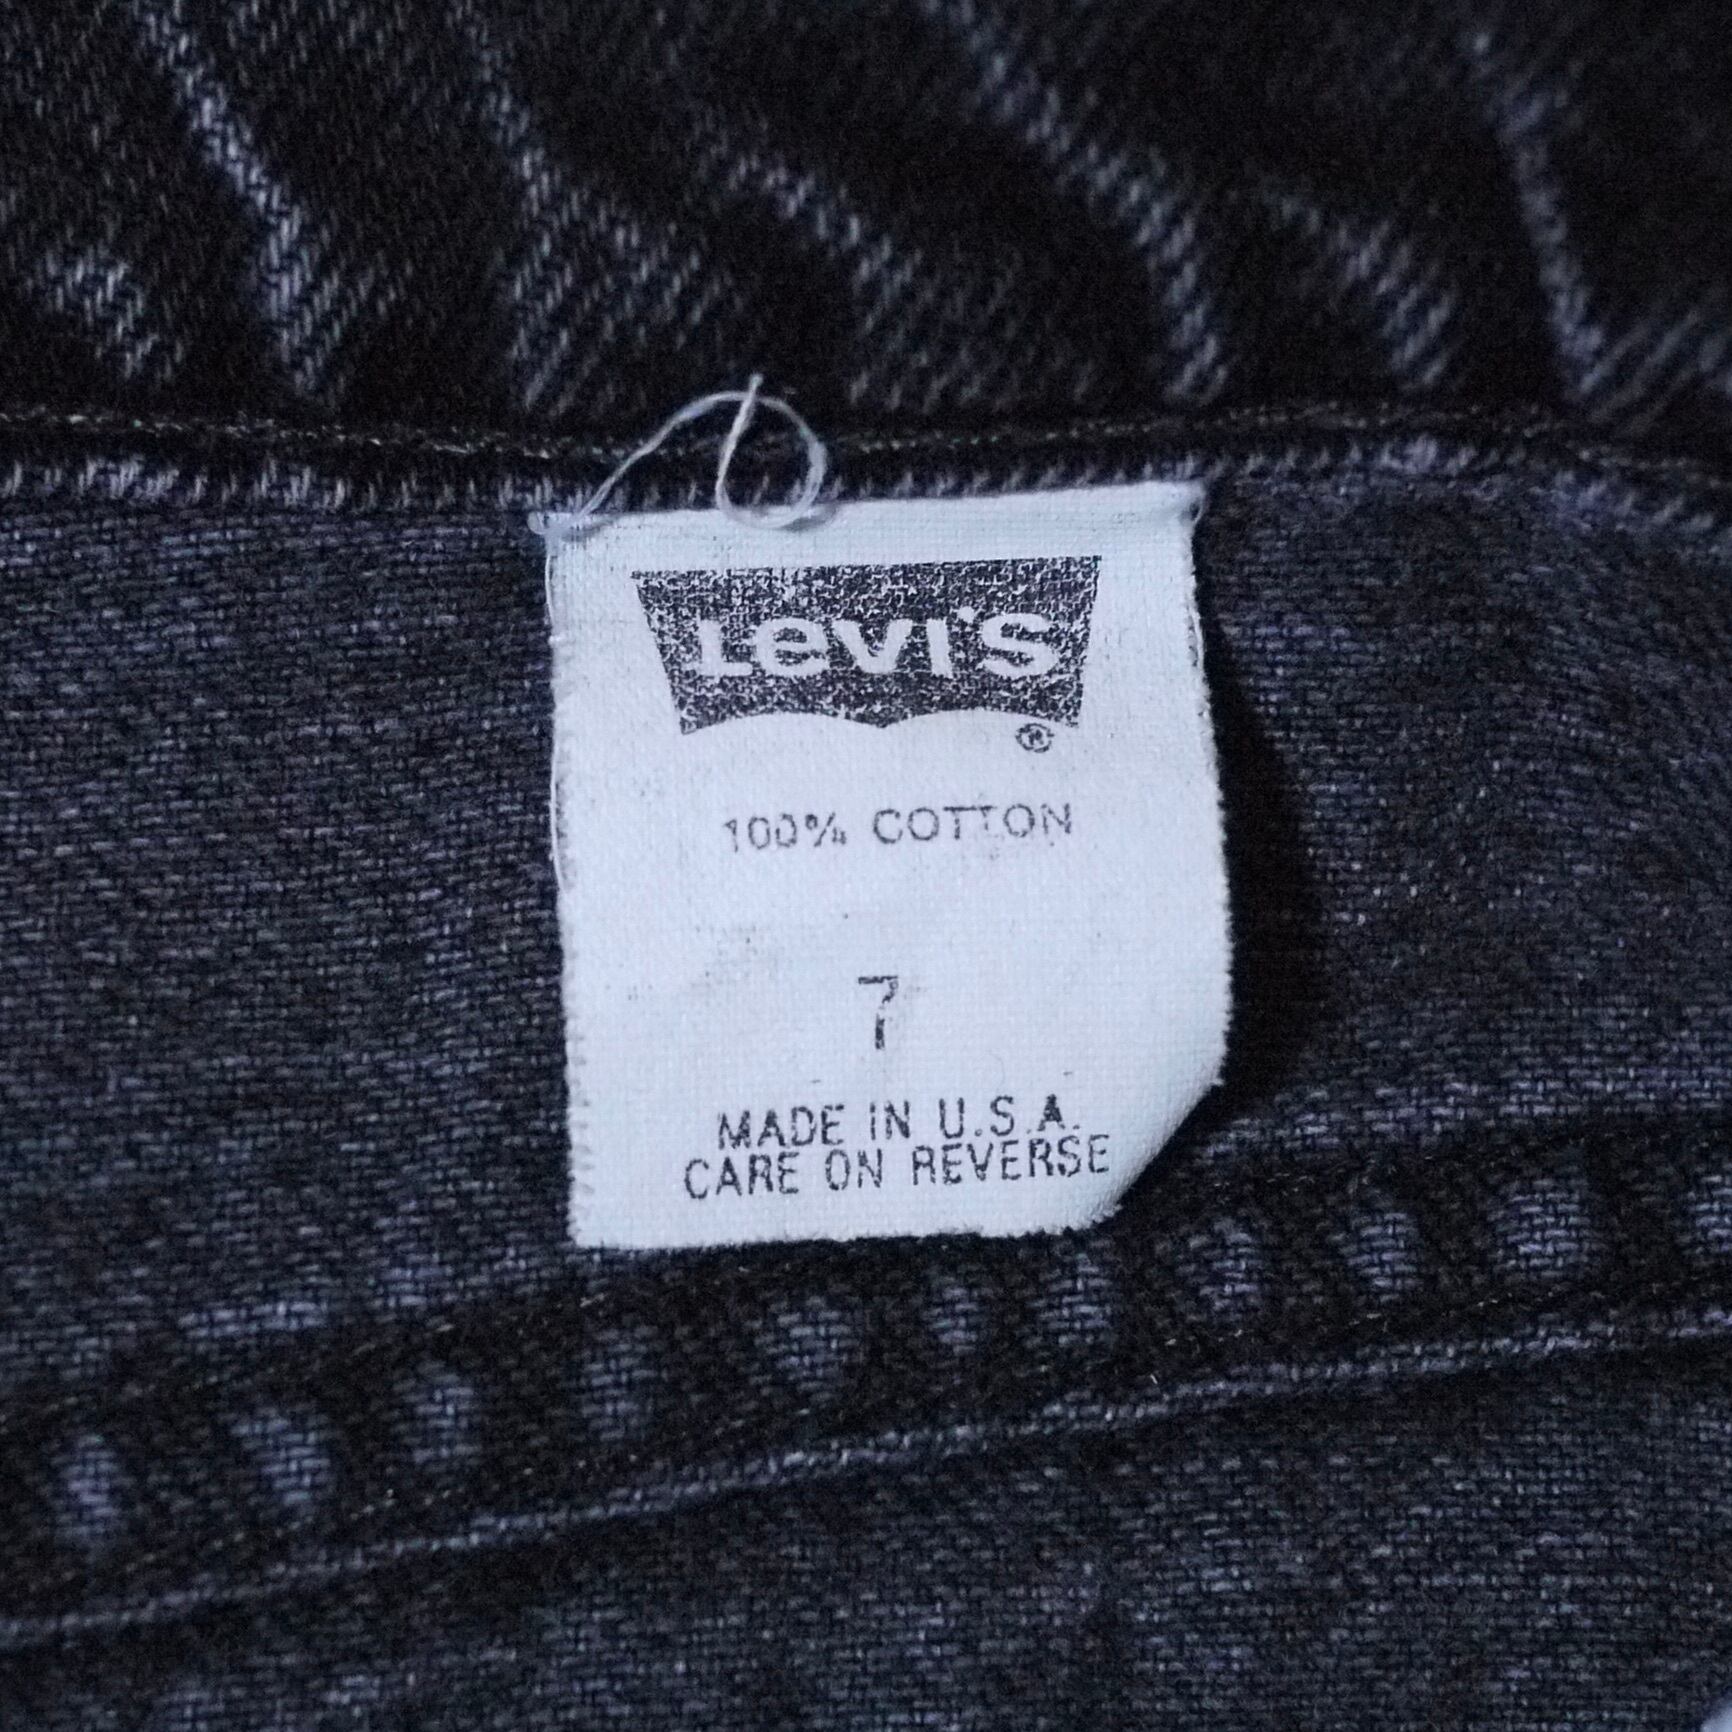 Levi's
®
100% COTTON
7
MADE IN U.S.A.
CARE ON REVERSE